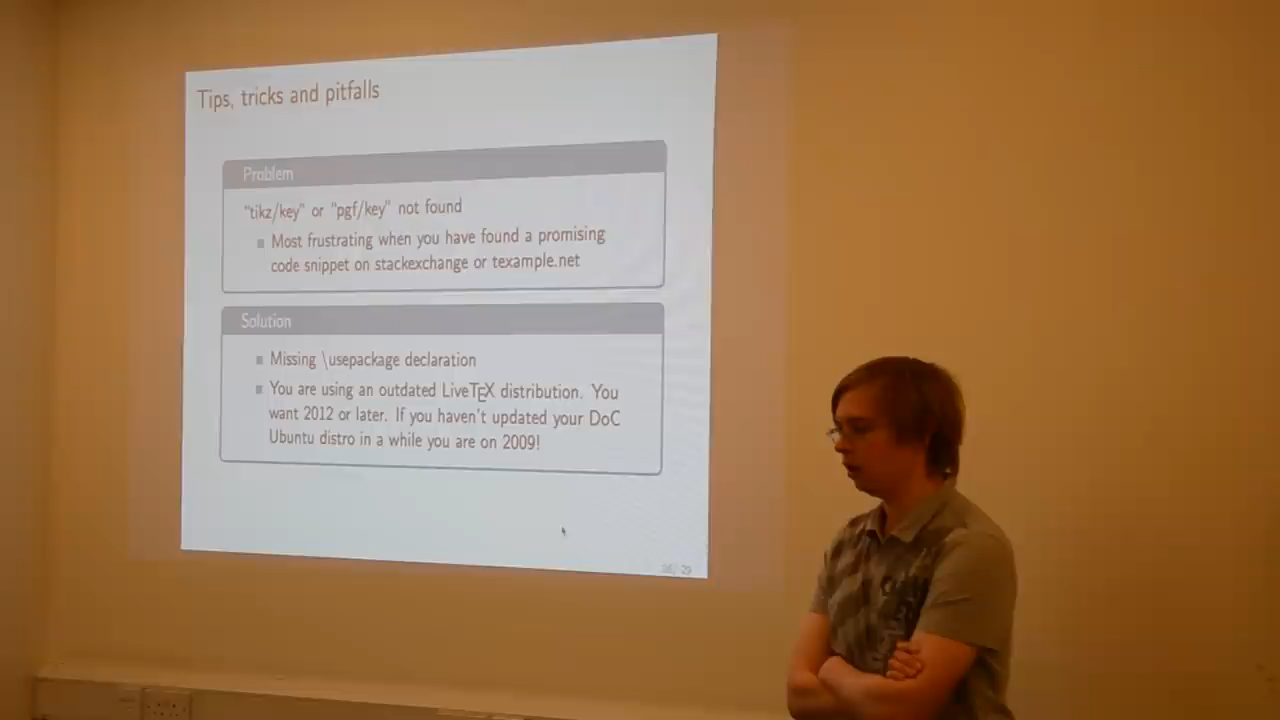 Tips, tricks and pitfalls
Problem
"tikz/key" or "pgf/key" not found
Most frustrating when you have found a promising
code snippet on stackexchange or texample.net
Solution
Missing \usepackage declaration
You are using an outdated LiveTEX distribution. You
want 2012 or later. If you haven't updated your DoC
Ubuntu distro in a while you are on 2009!